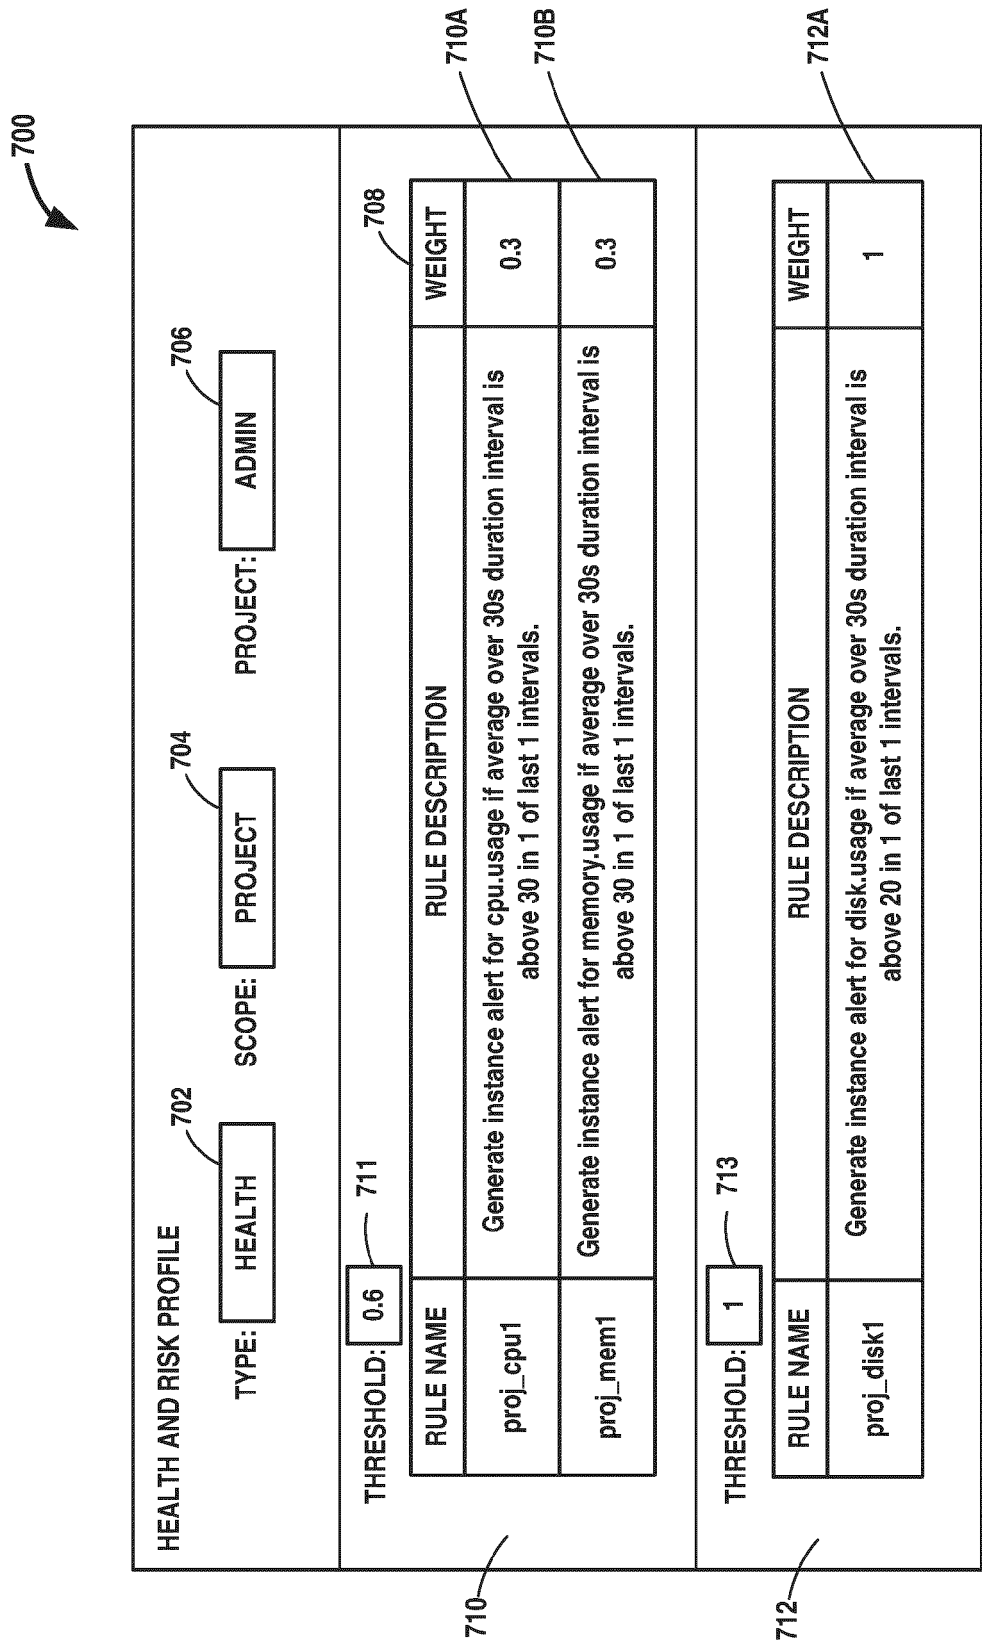 700
HEALTH AND RISK PROFILE
702
704
706
TYPE: HEALTH SCOPE: PROJECT PROJECT: ADMIN
THRESHOLD: 0.6 711
708
RULE NAME RULE DESCRIPTION WEIGHT
proj_cpu1 Generate instance alert for cpu.usage if average over 30s duration interval is 0.3 710A
above 30 in 1 of last 1 intervals.
proj_mem1 Generate instance alert for memory.usage if average over 30s duration interval is 0.3 710B
above 30 in 1 of last 1 intervals.
710
THRESHOLD: 1 713
RULE NAME RULE DESCRIPTION WEIGHT
proj_disk1 Generate instance alert for disk.usage if average over 30s duration interval is 1 712A
above 20 in 1 of last 1 intervals.
712